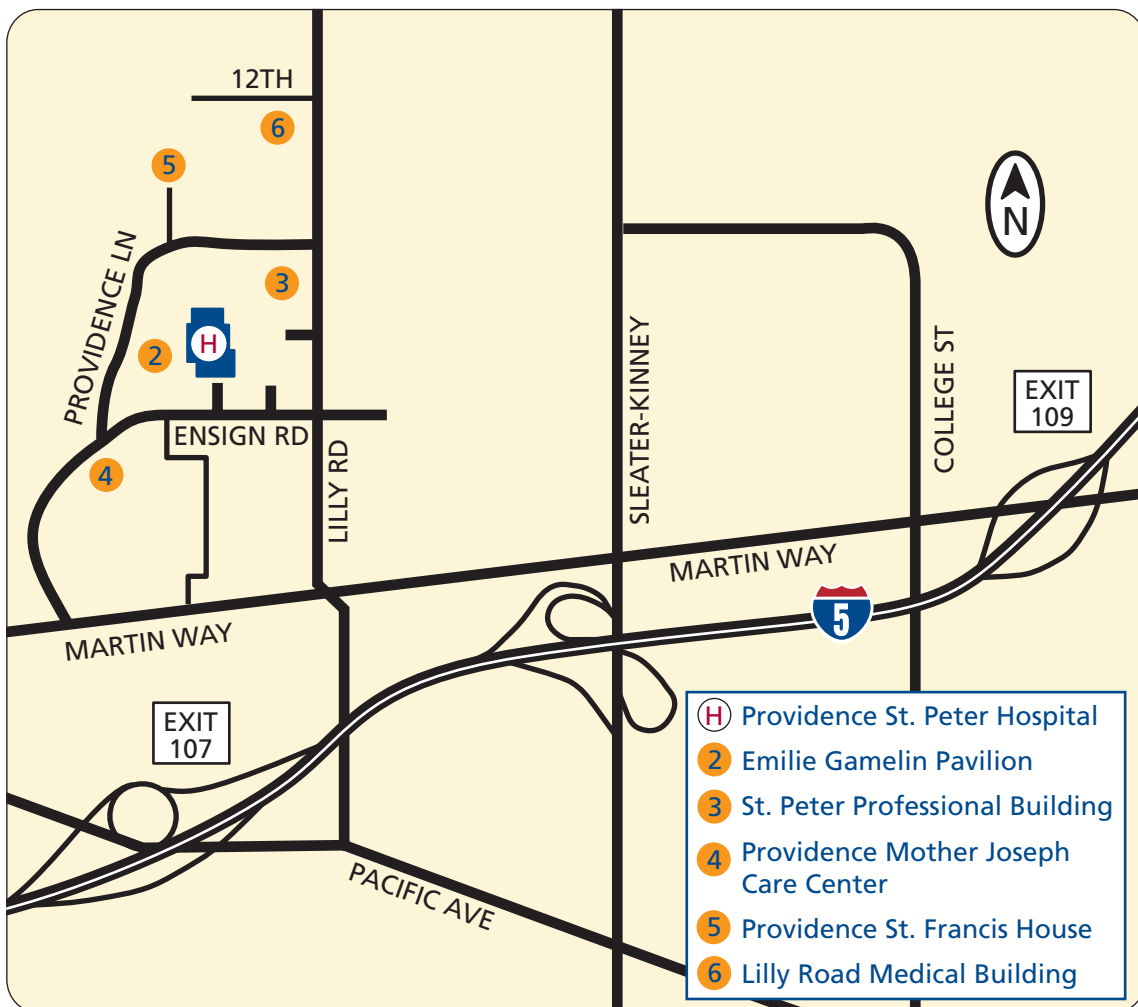 12TH
6
5
N
PROVIDENCE LN
3
H
2
SLEATER-KINNEY
COLLEGE ST
EXIT
109
ENSIGN RD
LILLY RD
4
MARTIN WAY
5
MARTIN WAY
EXIT
107
PACIFIC AVE
H Providence St. Peter Hospital
2 Emilie Gamelin Pavilion
3 St. Peter Professional Building
4 Providence Mother Joseph
Care Center
5 Providence St. Francis House
6 Lilly Road Medical Building